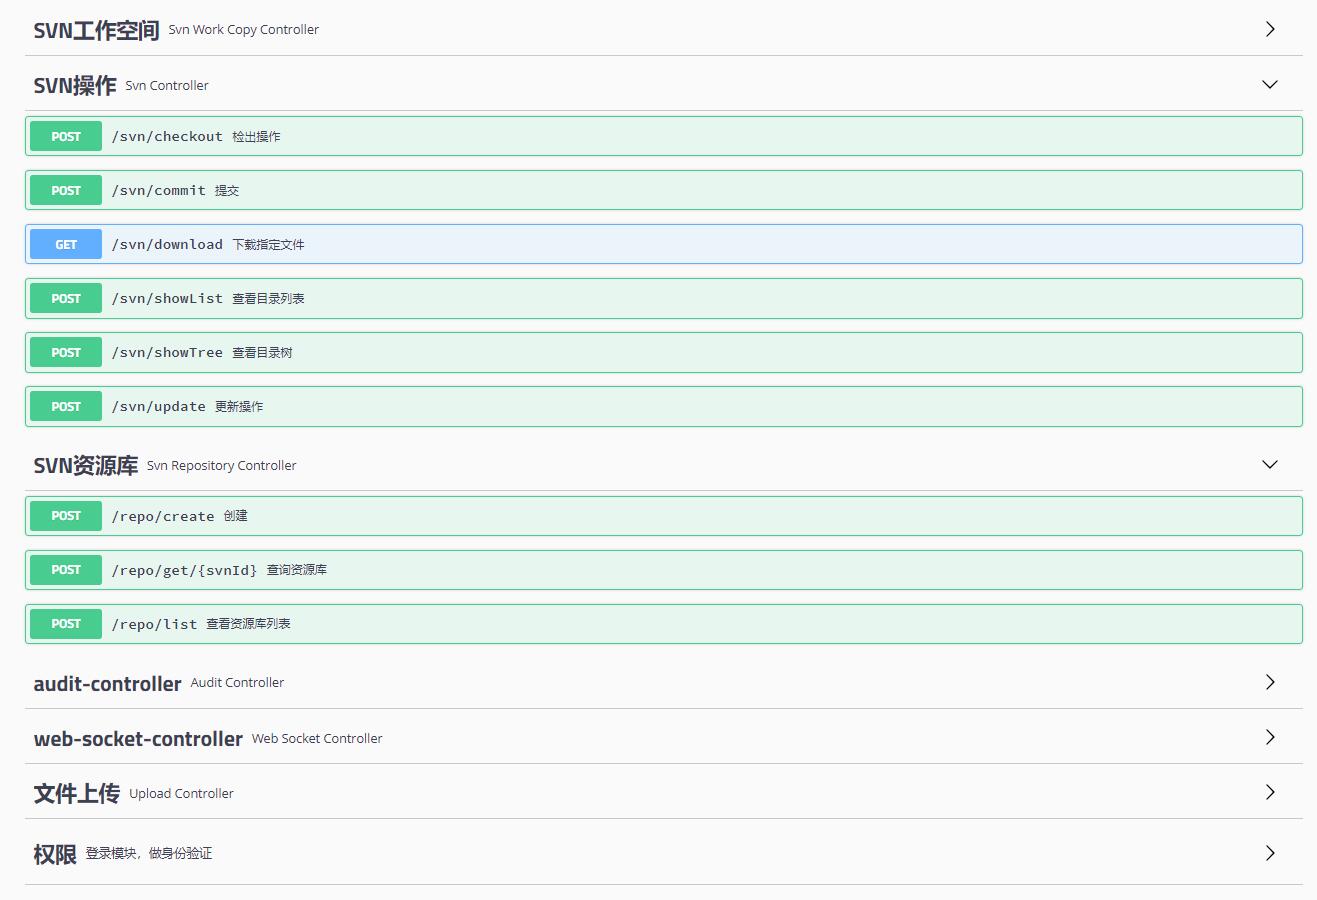 SVN工作空间 Svn Work Copy Controller
SVN操作 Svn Controller
POST /svn/checkout 检出操作
POST /svn/commit 提交
GET /svn/download 下载指定文件
POST /svn/showList 查看目录列表
POST /svn/showTree 查看目录树
POST /svn/update 更新操作
SVN资源库 Svn Repository Controller
POST /repo/create 创建
POST /repo/get/{svnId} 查询资源库
POST /repo/list 查看资源库列表
audit-controller Audit Controller
web-socket-controller Web Socket Controller
文件上传 Upload Controller
权限 登录模块，做身份验证